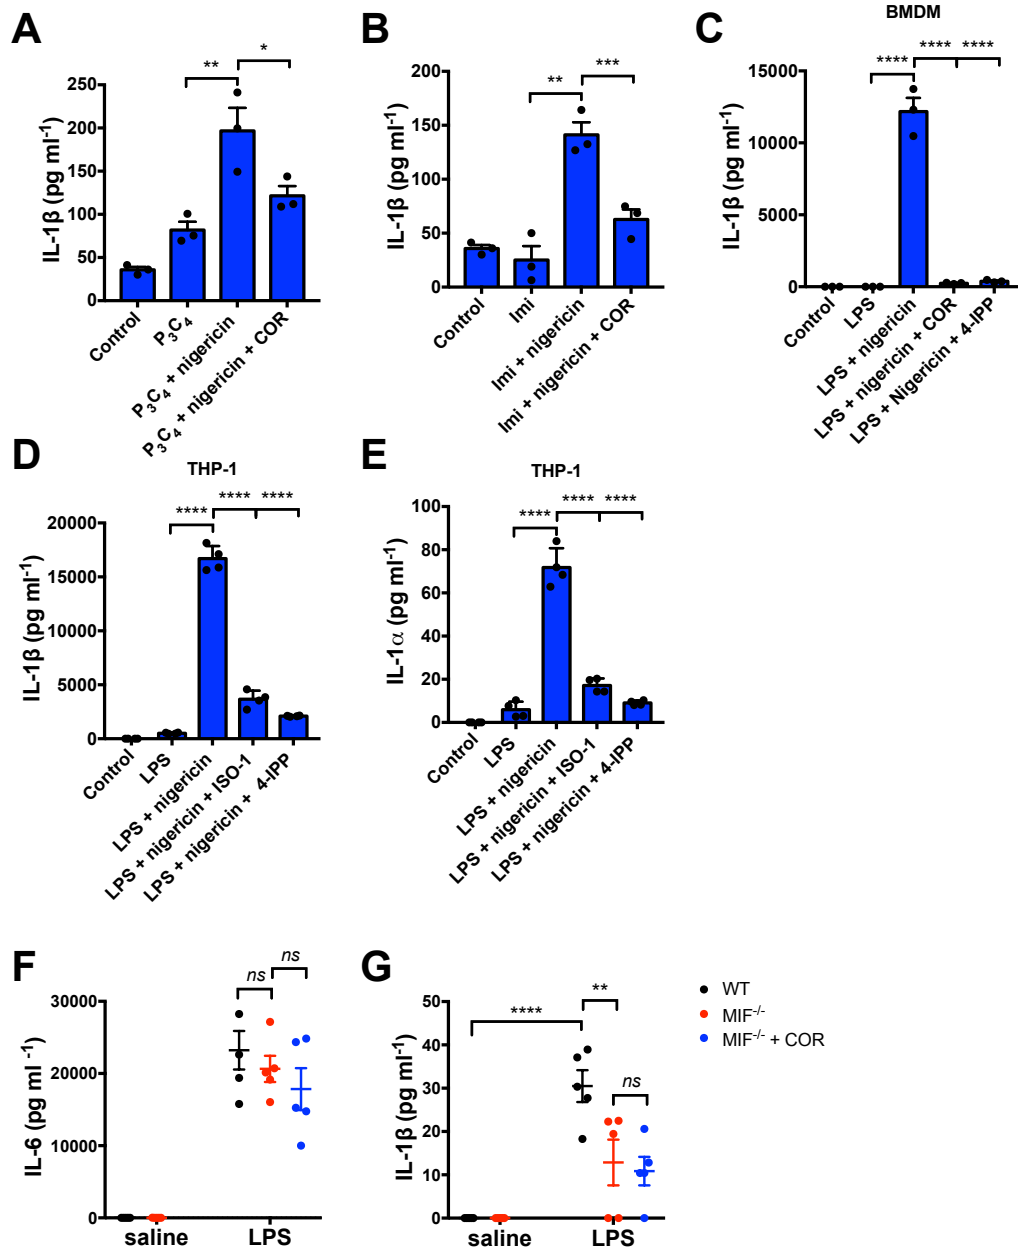 A
** *
IL-1β (pg ml⁻¹)
250
200
150
100
50
0
Control
P₃C₄
P₃C₄ + nigericin
P₃C₄ + nigericin + COR
B
** ***
IL-1β (pg ml⁻¹)
200
150
100
50
0
Control
Imi
Imi + nigericin
Imi + nigericin + COR
C
BMDM
**** **** ****
IL-1β (pg ml⁻¹)
15000
10000
5000
0
Control
LPS
LPS + nigericin
LPS + nigericin + COR
LPS + Nigericin + 4-IPP
D
THP-1
**** **** ****
IL-1β (pg ml⁻¹)
20000
15000
10000
5000
0
Control
LPS
LPS + nigericin
LPS + nigericin + ISO-1
LPS + nigericin + 4-IPP
E
THP-1
**** **** ****
IL-1α (pg ml⁻¹)
100
80
60
40
20
0
Control
LPS
LPS + nigericin
LPS + nigericin + ISO-1
LPS + nigericin + 4-IPP
F
ns ns
IL-6 (pg ml⁻¹)
30000
20000
10000
0
saline LPS
G
**** **
ns
IL-1β (pg ml⁻¹)
50
40
30
20
10
0
saline LPS
WT
MIF⁻/⁻
MIF⁻/⁻ + COR